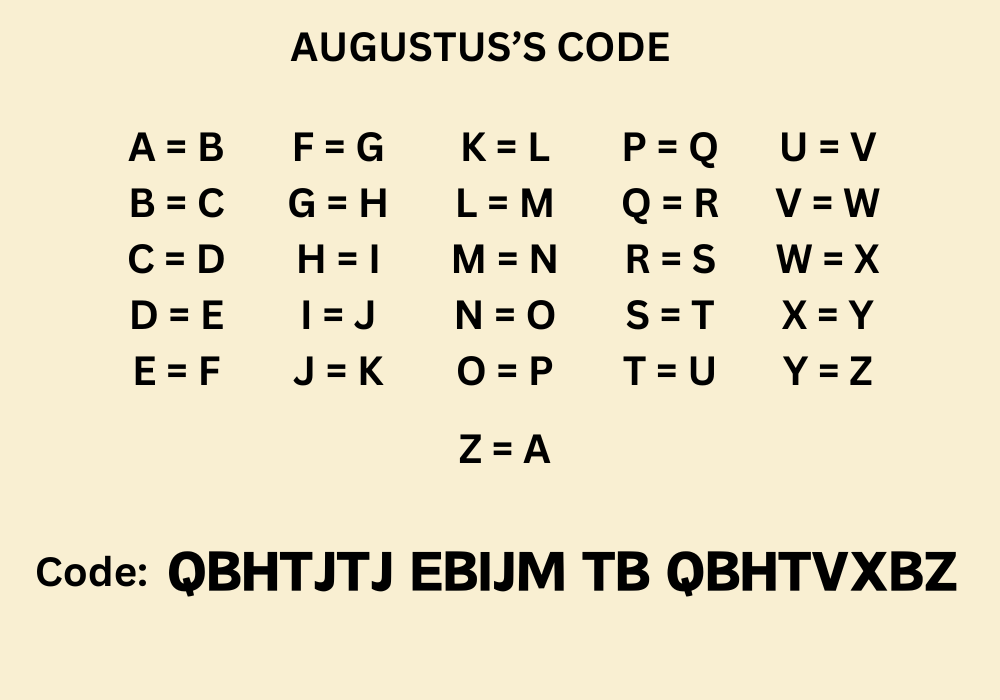 AUGUSTUS’S CODE
A = B F = G K = L P = Q U = V
B = C G = H L = M Q = R V = W
C = D H = I M = N R = S W = X
D = E I = J N = O S = T X = Y
E = F J = K O = P T = U Y = Z
Z = A
Code: QBHTJTJ EBIJM TB QBHTVXBZ